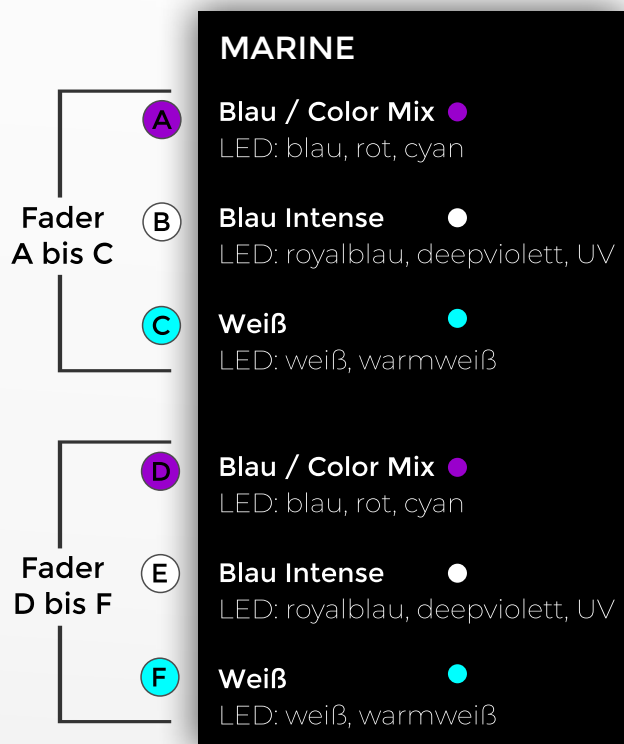 MARINE
A
Blau / Color Mix
LED: blau, rot, cyan
Fader
A bis C
B
Blau Intense
LED: royalblau, deepviolett, UV
C
Weiß
LED: weiß, warmweiß
D
Blau / Color Mix
LED: blau, rot, cyan
Fader
D bis F
E
Blau Intense
LED: royalblau, deepviolett, UV
F
Weiß
LED: weiß, warmweiß